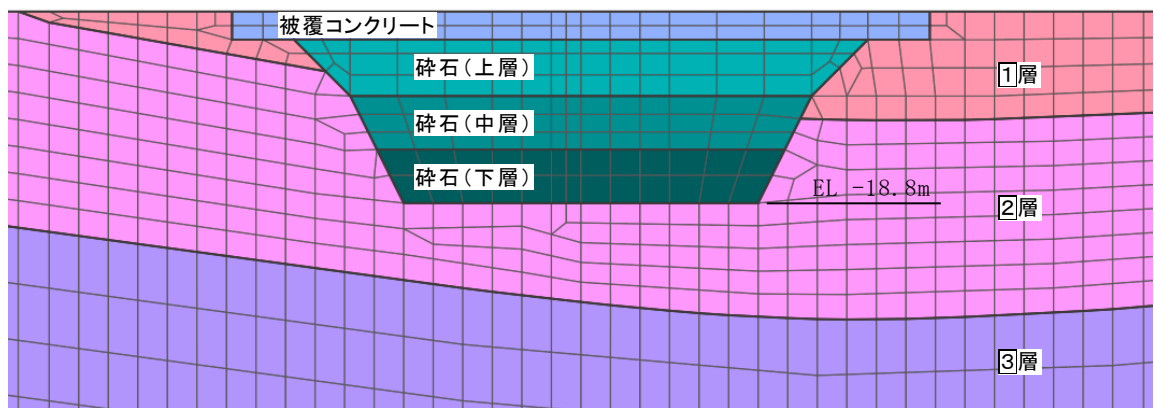 被覆コンクリート
砕石(上層)
1層
砕石(中層)
砕石(下層)
EL -18.8m
2層
3層